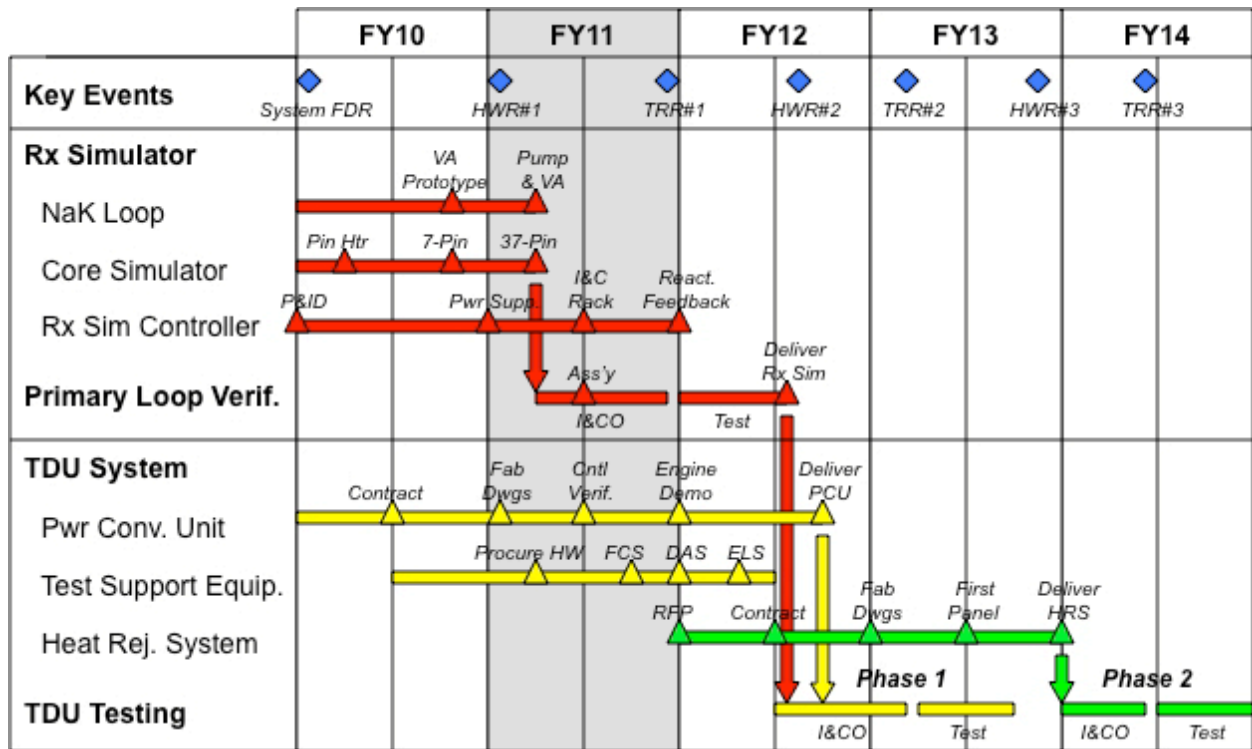 FY10 FY11 FY12 FY13 FY14
Key Events
System FDR HWR#1 TRR#1 HWR#2 TRR#2 HWR#3 TRR#3
Rx Simulator
VA Pump
Prototype & VA
NaK Loop
Pin Htr 7-Pin 37-Pin
Core Simulator
I&C React.
P&ID Pwr Supp. Rack Feedback
Rx Sim Controller
Deliver
Ass'y Rx Sim
Primary Loop Verif.
I&CO Test
TDU System
Fab Cntl Engine Deliver
Contract Dwgs Verif. Demo PCU
Pwr Conv. Unit
Procure HW FCS DAS ELS
Test Support Equip.
Fab First Deliver
RFP Contract Dwgs Panel HRS
Heat Rej. System
Phase 1 Phase 2
TDU Testing
I&CO Test I&CO Test